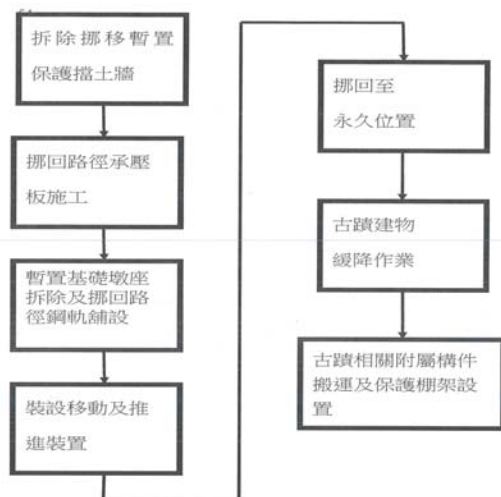 拆除挪移暫置
保護擋土牆
挪回路徑承壓
板施工
暫置基礎墩座
拆除及挪回路
徑鋼軌舖設
裝設移動及推
進裝置
挪回至
永久位置
古蹟建物
緩降作業
古蹟相關附屬構件
搬運及保護棚架設
置